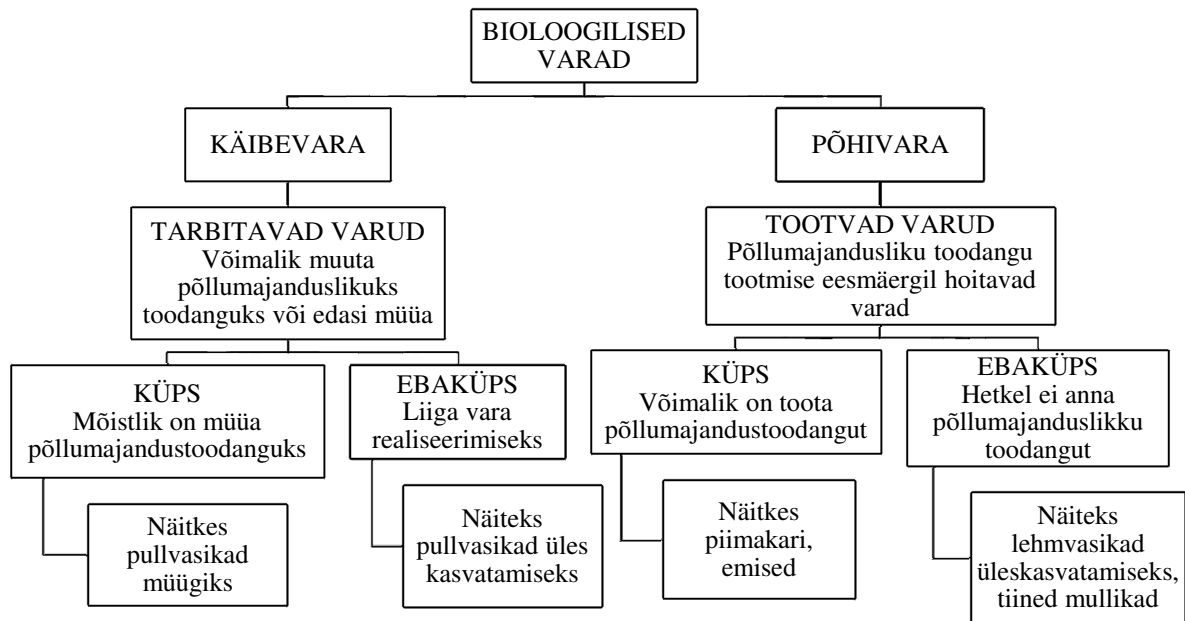 BIOLOOGILISED
VARAD
KÄIBEVARA
PÕHIVARA
TARBITAVAD VARUD
Võimalik muuta
põllumajanduslikuks
toodanguks või edasi müüa
TOOTVAD VARUD
Põllumajandusliku toodangu
tootmise eesmäergil hoitavad
varad
KÜPS
Mõistlik on müüa
põllumajandustoodanguks
EBAKÜPS
Liiga vara
realiseerimiseks
KÜPS
Võimalik on toota
põllumajandustoodangut
EBAKÜPS
Hetkel ei anna
põllumajanduslikku
toodangut
Näitkes
pullvasikad
müügiks
Näiteks
pullvasikad üles
kasvatamiseks
Näitkes
piimakari,
emised
Näiteks
lehmvasikad
üleskasvatamiseks,
tiined mullikad